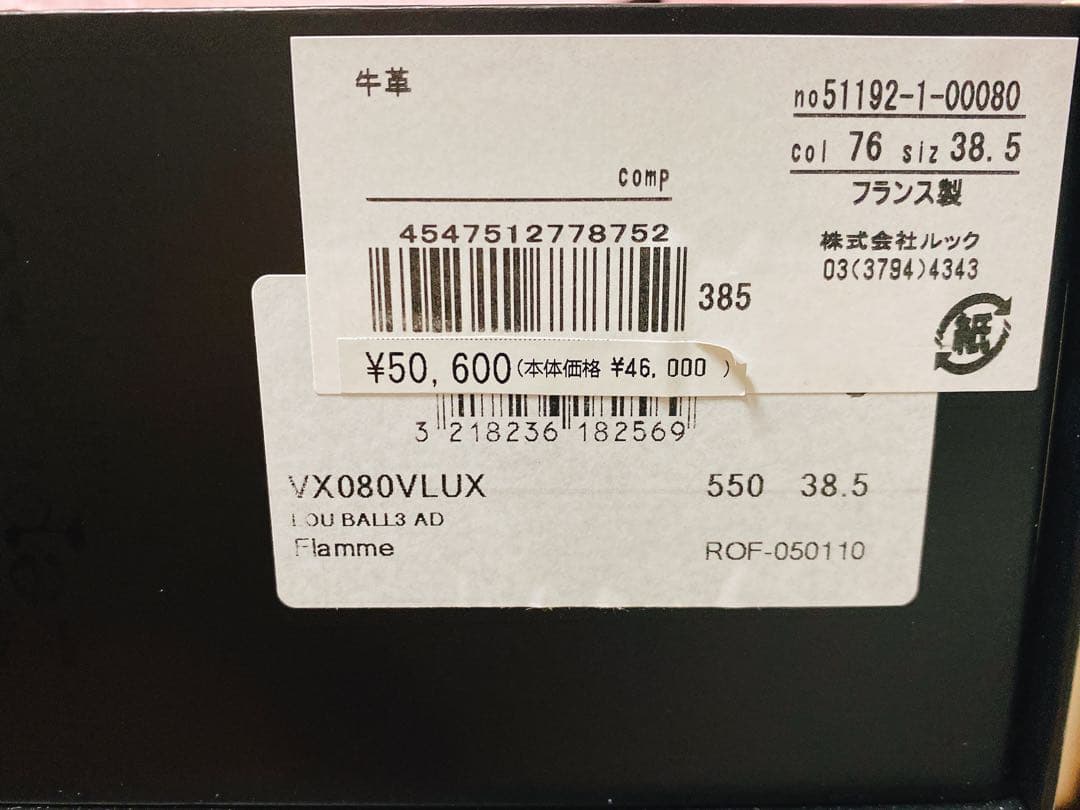 牛革
no51192-1-00080
col 76 siz 38.5
フランス製
comp
4547512778752
385
株式会社ルック
03(3794)4343
紙
¥50,600(本体価格 ¥46,000 )
3 218236 182569
VX080VLUX 550 38.5
LOU BALL3 AD
Flamme ROF-050110